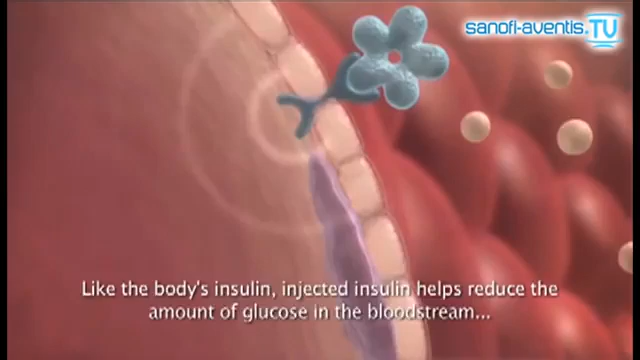 sanofi-aventis.TV
Like the body's insulin, injected insulin helps reduce the
amount of glucose in the bloodstream...